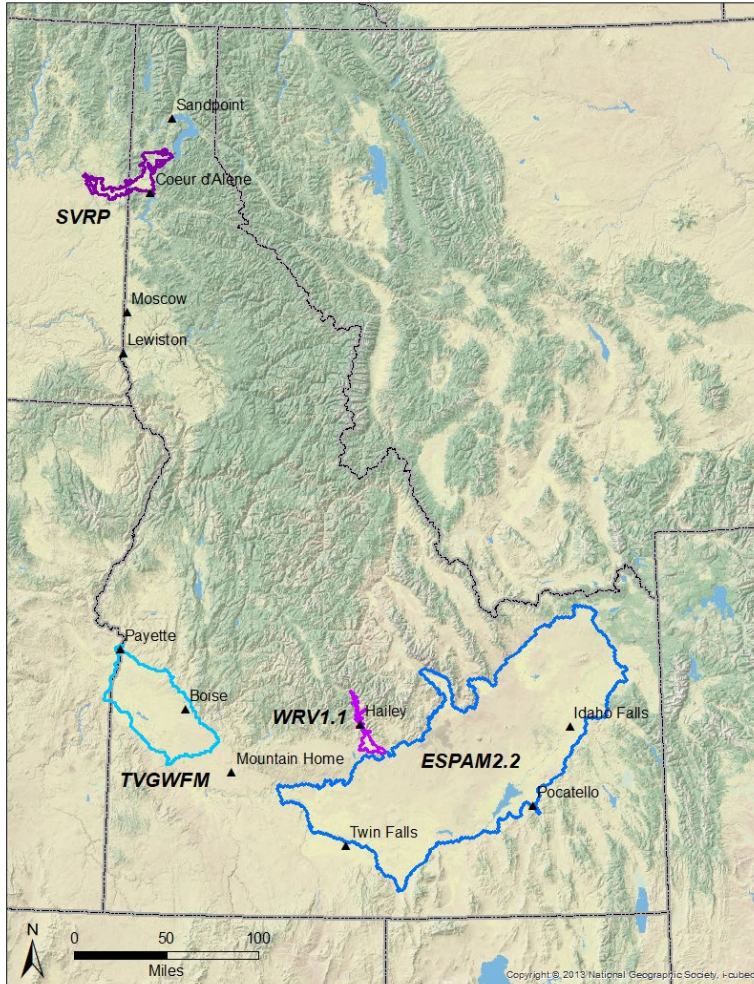 Sandpoint
Coeur d'Alene
SVRP
Moscow
Lewiston
Payette
Boise
WRV1.1
Hailey
Idaho Falls
ESPAM2.2
Mountain Home
TVGWFM
Pocatello
Twin Falls
N
0 50 100
Miles
Copyright:© 2013 National Geographic Society, i-cubed